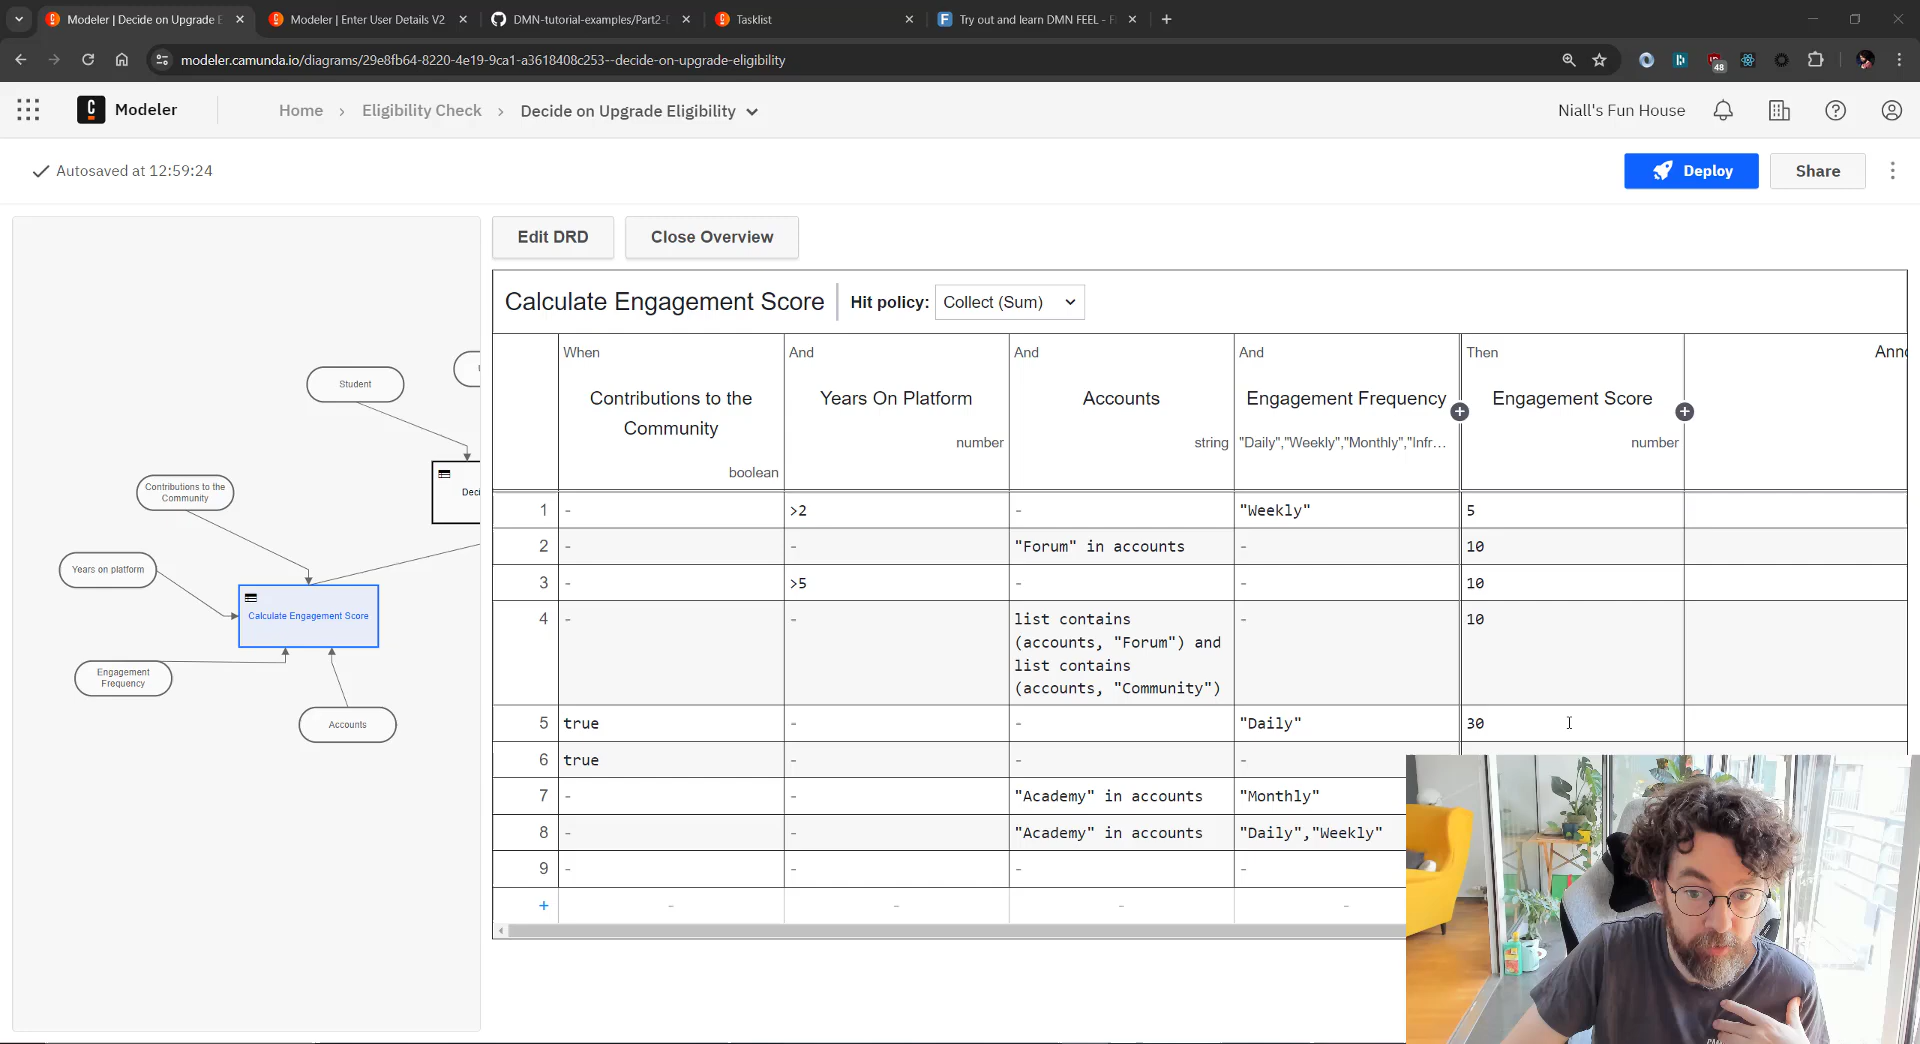 Modeler | Decide on Upgrade E
Modeler | Enter User Details V2
DMN-tutorial-examples/Part2-D
Tasklist
Try out and learn DMN FEEL - F
modeler.camunda.io/diagrams/29e8fb64-8220-4e19-9ca1-a3618408c253--decide-on-upgrade-eligibility
48
C Modeler
Home > Eligibility Check > Decide on Upgrade Eligibility
Niall's Fun House
Autosaved at 12:59:24
Deploy
Share
Edit DRD
Close Overview
Student
Contributions to the
Community
Deci
Years on platform
Calculate Engagement Score
Engagement
Frequency
Accounts
Calculate Engagement Score
Hit policy: Collect (Sum)
When And And And Then Anno
Contributions to the
Community
Years On Platform Accounts Engagement Frequency Engagement Score
number string "Daily","Weekly","Monthly","Infr... number
boolean
1 - >2 - "Weekly" 5
2 - - "Forum" in accounts - 10
3 - >5 - - 10
4 - - list contains - 10
(accounts, "Forum") and
list contains
(accounts, "Community")
5 true - - "Daily" 30
6 true - - -
7 - - "Academy" in accounts "Monthly"
8 - - "Academy" in accounts "Daily","Weekly"
9 - - - -
+ - - - -